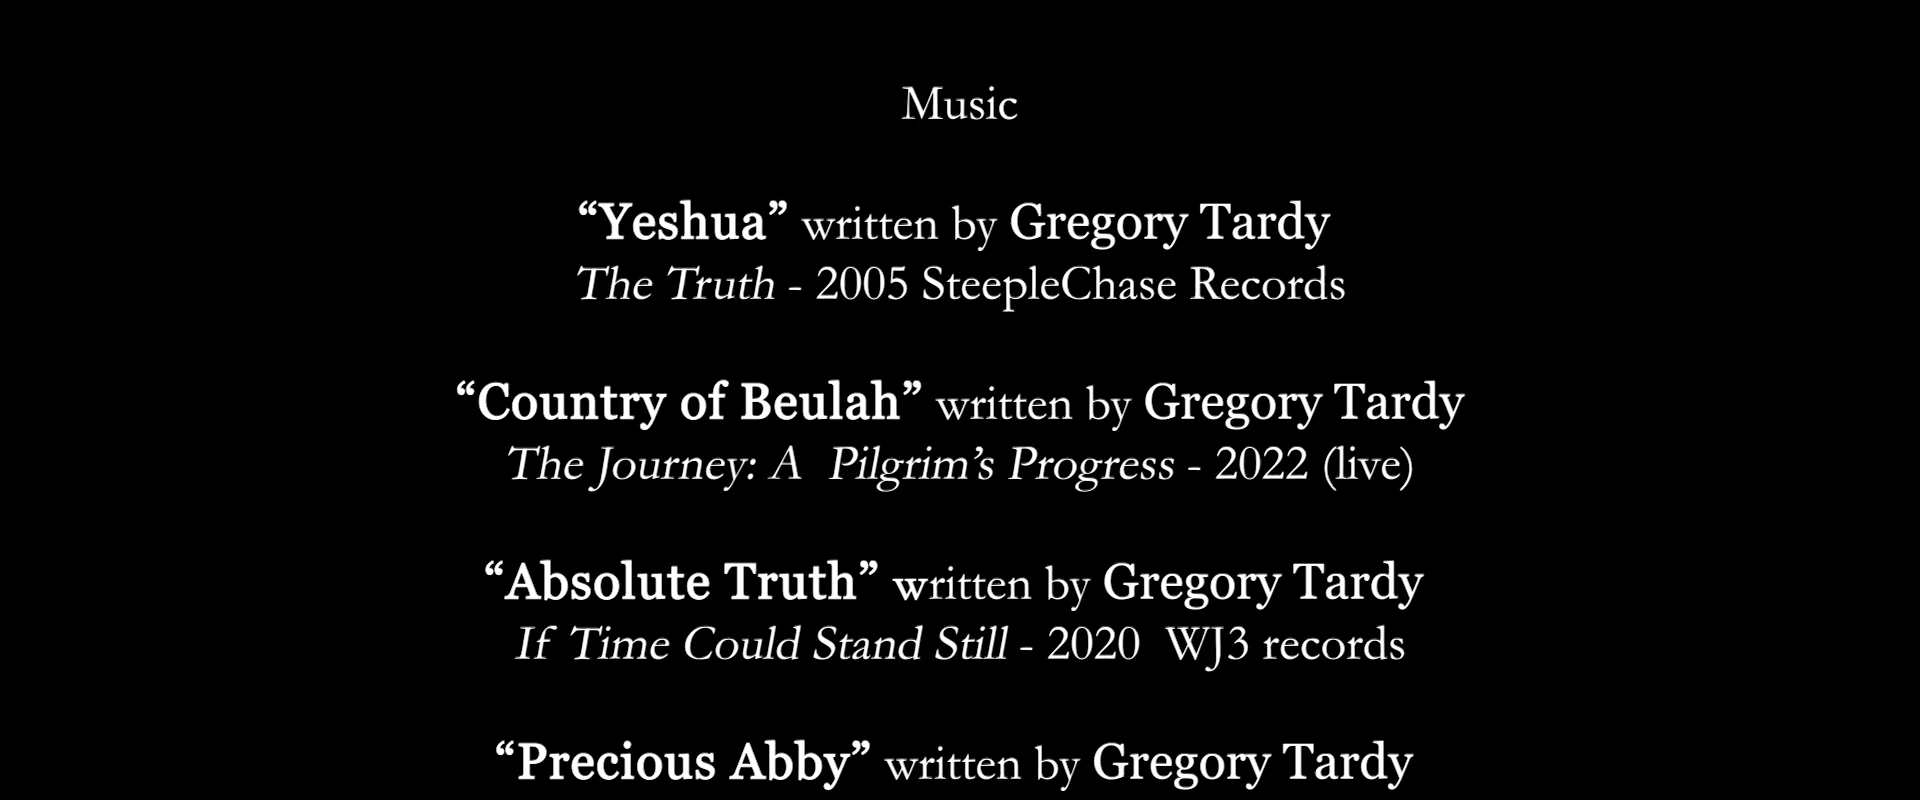 Music
“Yeshua” written by Gregory Tardy
The Truth - 2005 SteepleChase Records
“Country of Beulah” written by Gregory Tardy
The Journey: A  Pilgrim’s Progress - 2022 (live)
“Absolute Truth” written by Gregory Tardy
If Time Could Stand Still - 2020  WJ3 records
“Precious Abby” written by Gregory Tardy